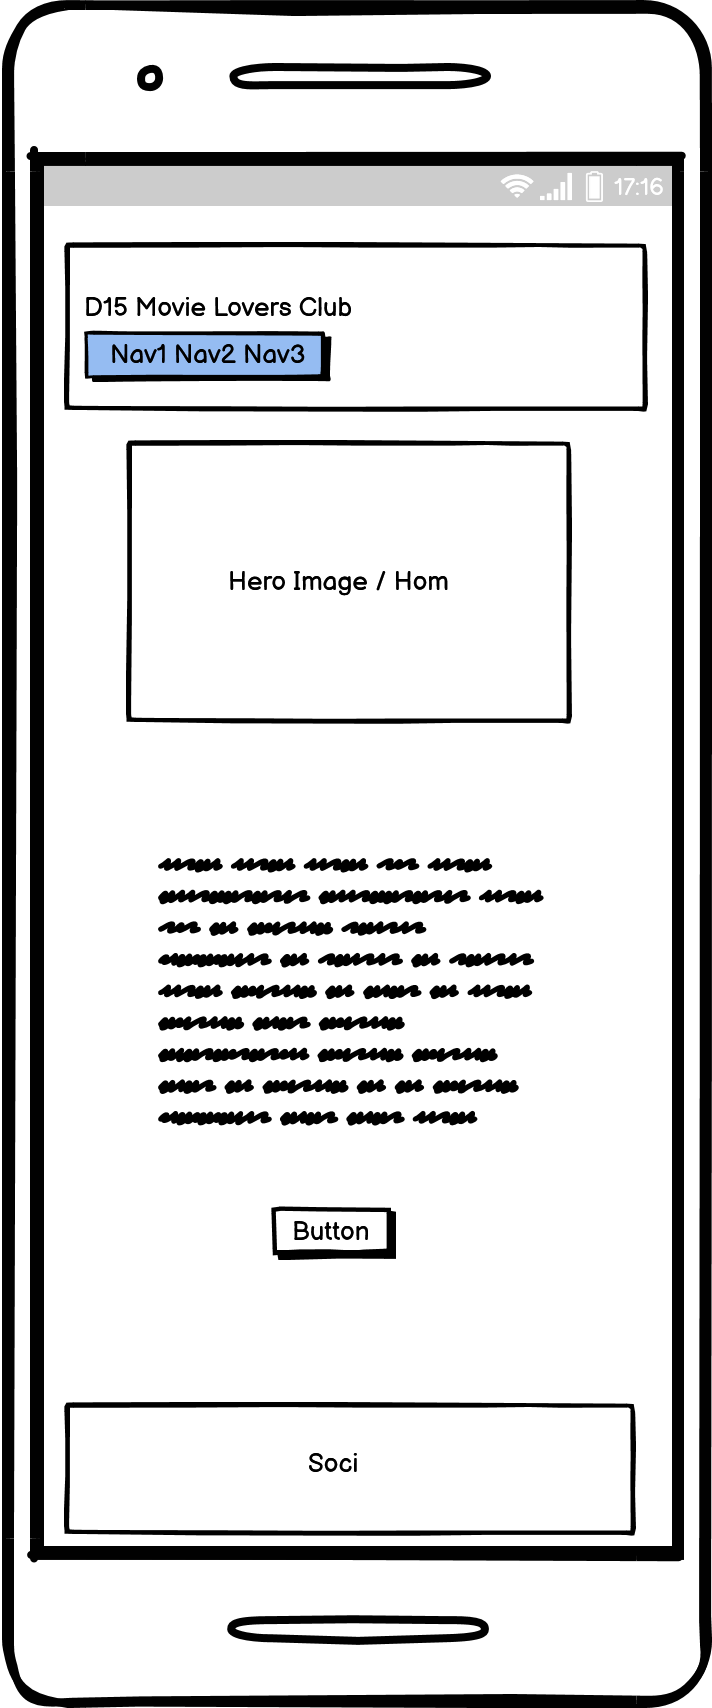 17:16
D15 Movie Lovers Club
Nav1 Nav2 Nav3
Hero Image / Hom
Button
Soci